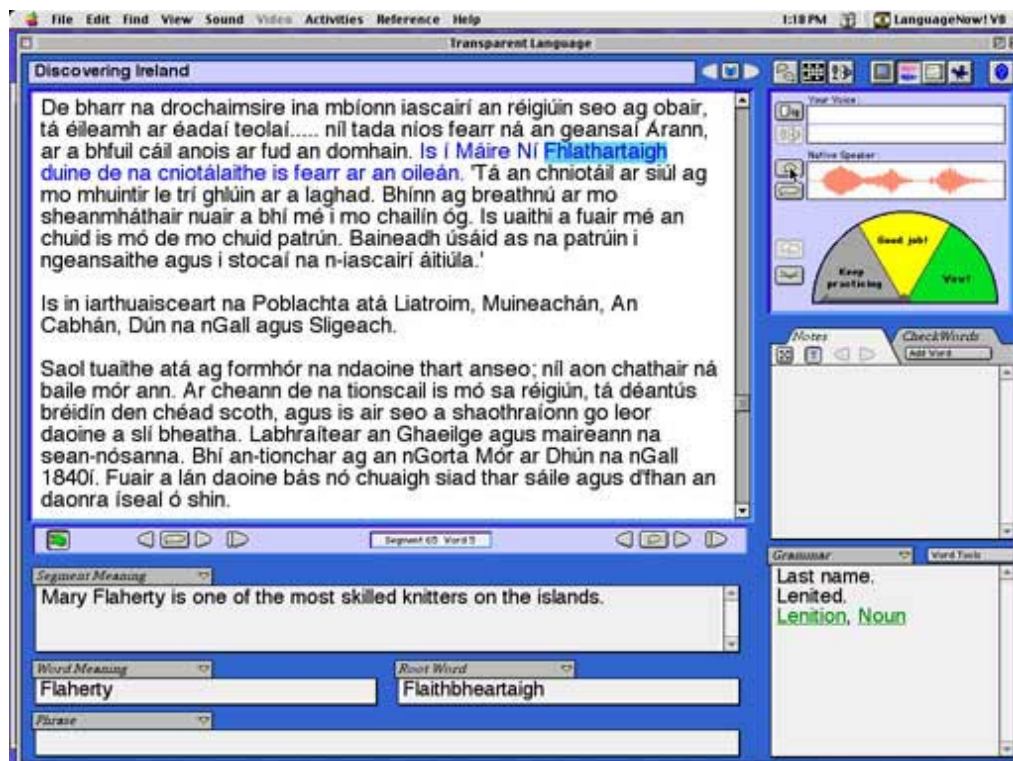 File Edit Find View Sound Video Activities Reference Help 1:18 PM LanguageNow! V8
Transparent Language
Discovering Ireland
De bharr na drochaimsire ina mbíonn iascairí an réigiúin seo ag obair,
tá éileamh ar éadaí teolaí..... níl tada níos fearr ná an geansaí Árann,
ar a bhfuil cáil anois ar fud an domhain. Is í Máire Ní Fhlathartaigh
duine de na cniotálaithe is fearr ar an oileán. 'Tá an chniotáil ar siúl ag
mo mhuintir le trí ghlúin ar a laghad. Bhínn ag breathnú ar mo
sheanmháthair nuair a bhí mé i mo chailín óg. Is uaithi a fuair mé an
chuid is mó de mo chuid patrún. Baineadh úsáid as na patrúin i
ngeansaithe agus i stocaí na n-iascairí áitiúla.'
Is in iarthuaisceart na Poblachta atá Liatroim, Muineachán, An
Cabhán, Dún na nGall agus Sligeach.
Saol tuaithe atá ag formhór na ndaoine thart anseo; níl aon chathair ná
baile mór ann. Ar cheann de na tionscail is mó sa réigiún, tá déantús
bréidín den chéad scoth, agus is air seo a shaothraíonn go leor
daoine a slí bheatha. Labhraítear an Ghaeilge agus maireann na
sean-nósanna. Bhí an-tionchar ag an nGorta Mór ar Dhún na nGall
1840í. Fuair a lán daoine bás nó chuaigh siad thar sáile agus d'fhan an
daonra íseal ó shin.
Segment 65 Word 5
Segment Meaning
Mary Flaherty is one of the most skilled knitters on the islands.
Word Meaning
Flaherty
Root Word
Flaithbheartaigh
Phrase
Your Voice:
Native Speaker:
Keep
practicing
Good job!
Wow!
Notes
CheckWords
Add Word
Grammar
Word Tools
Last name.
Lenited.
Lenition, Noun